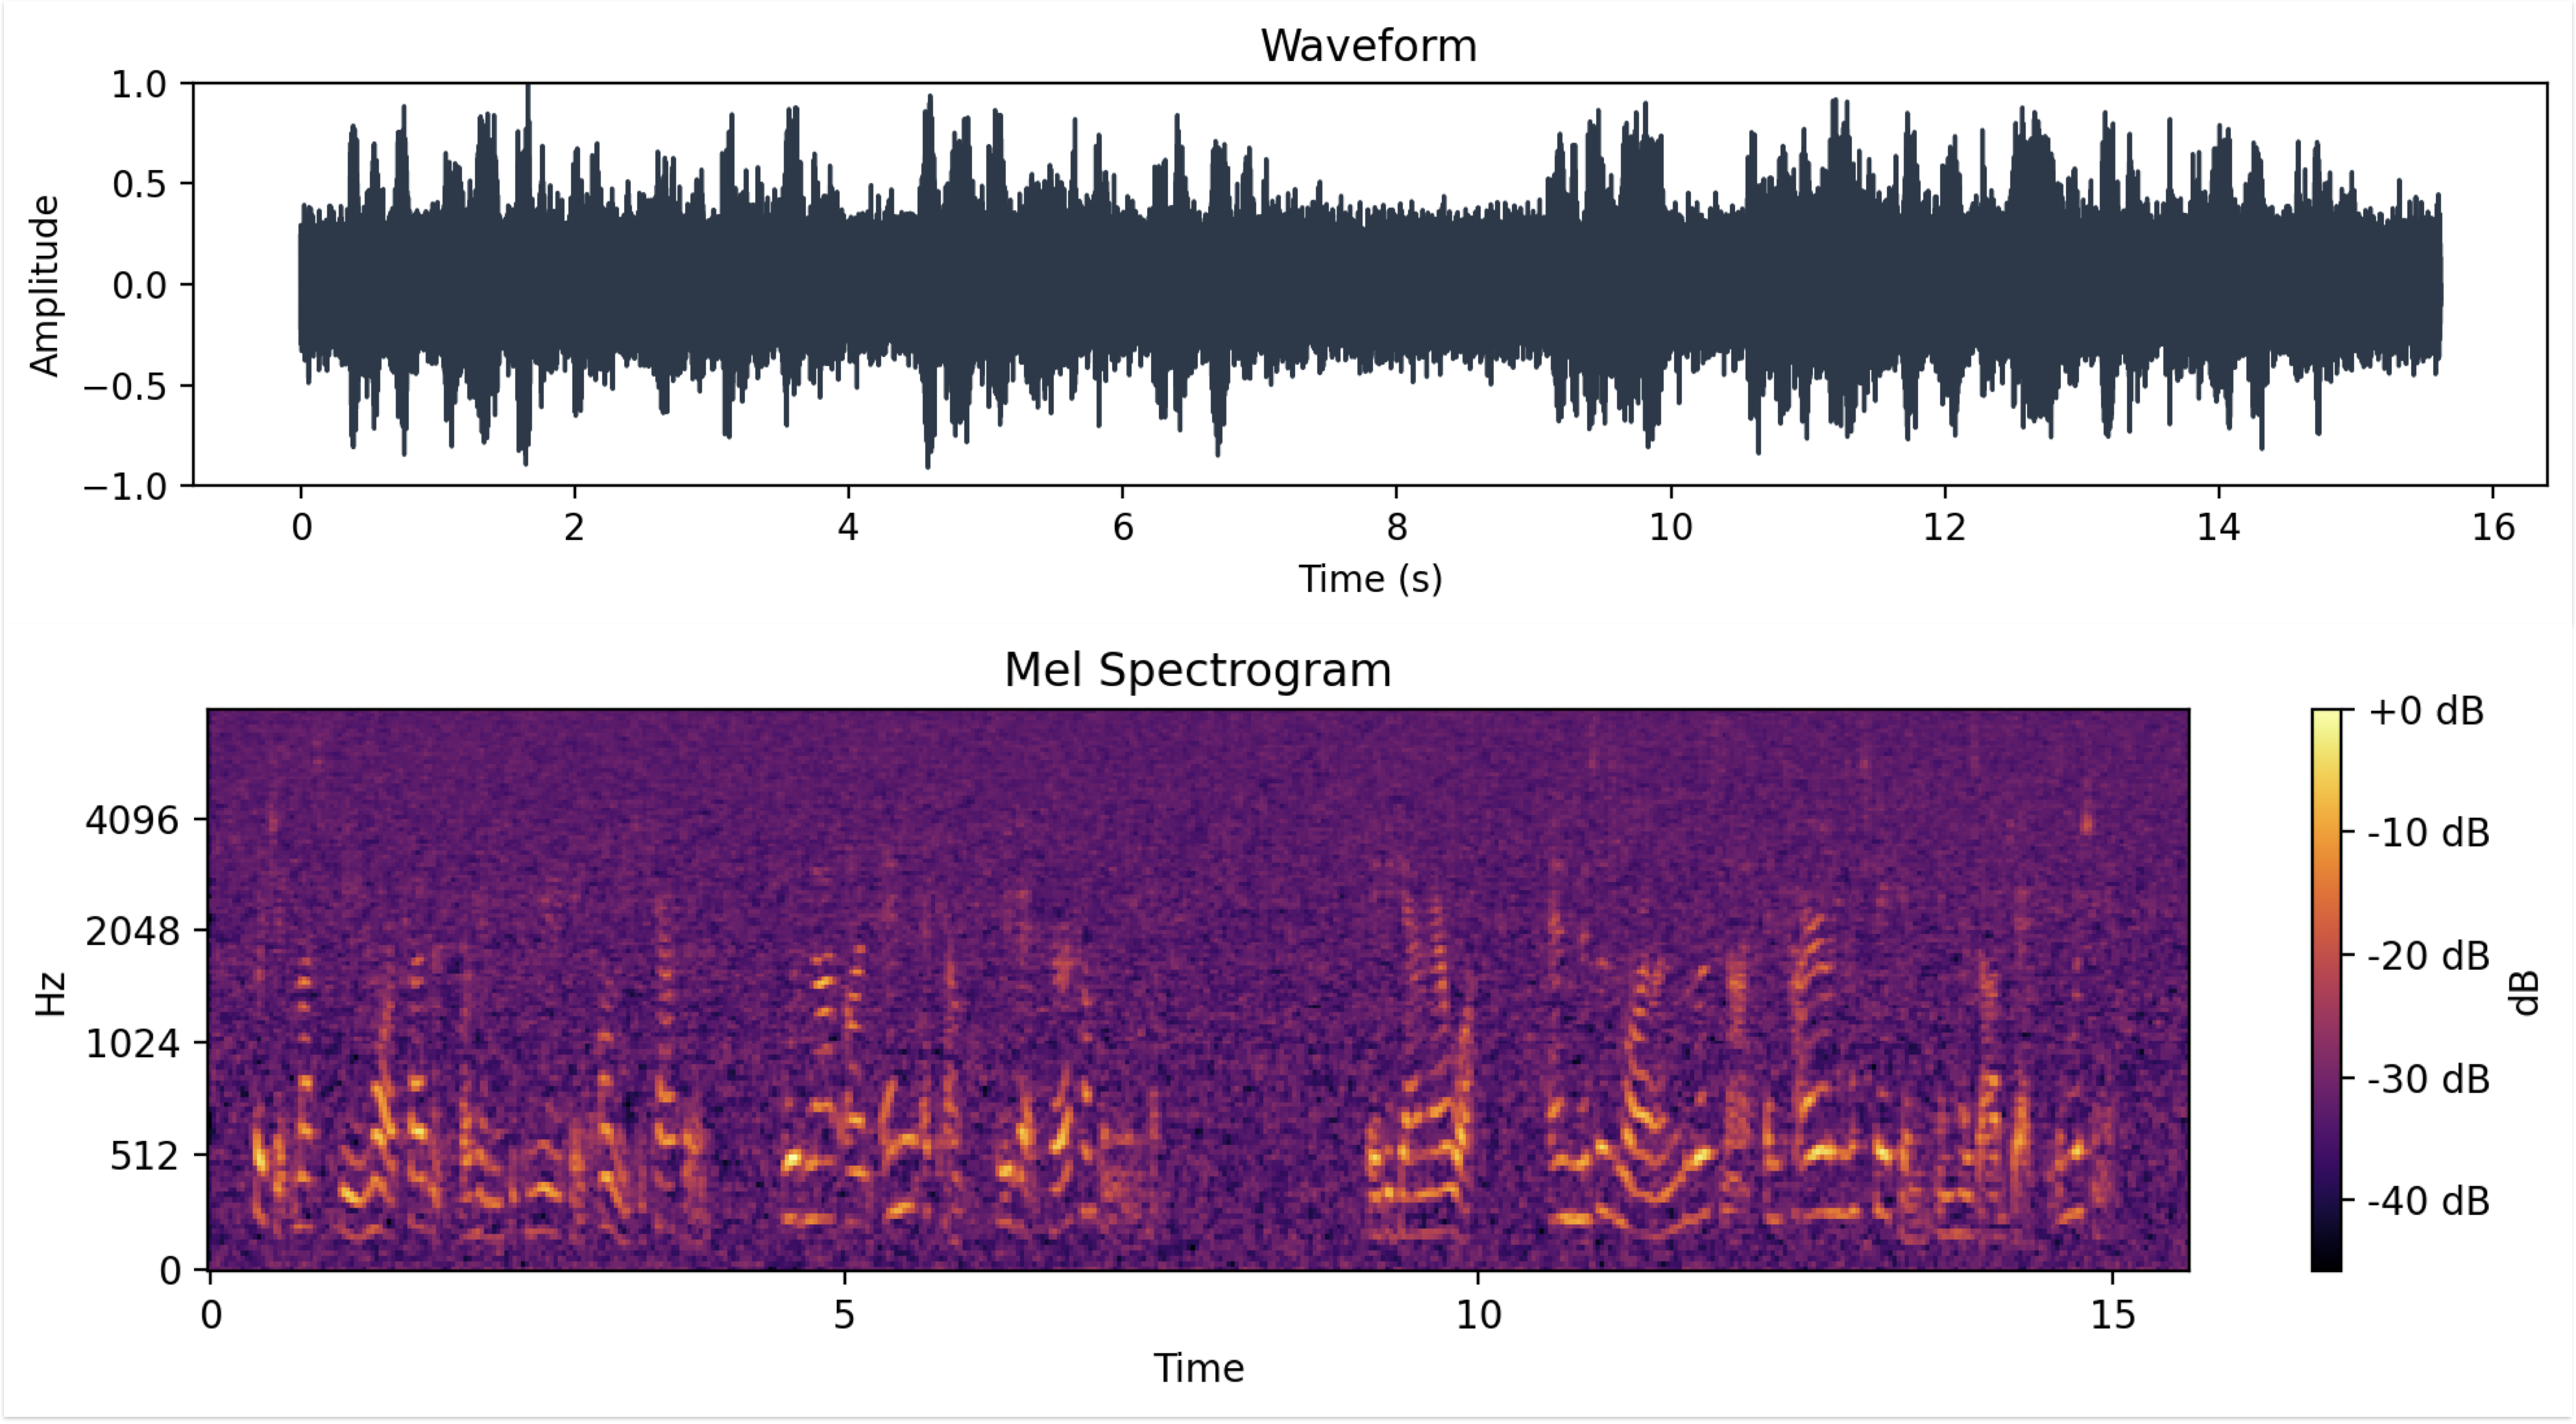 Waveform
1.0
0.5
0.0
−0.5
−1.0
Amplitude
0 2 4 6 8 10 12 14 16
Time (s)
Mel Spectrogram
4096
2048
1024
512
0
Hz
0 5 10 15
Time
+0 dB
-10 dB
-20 dB
-30 dB
-40 dB
dB